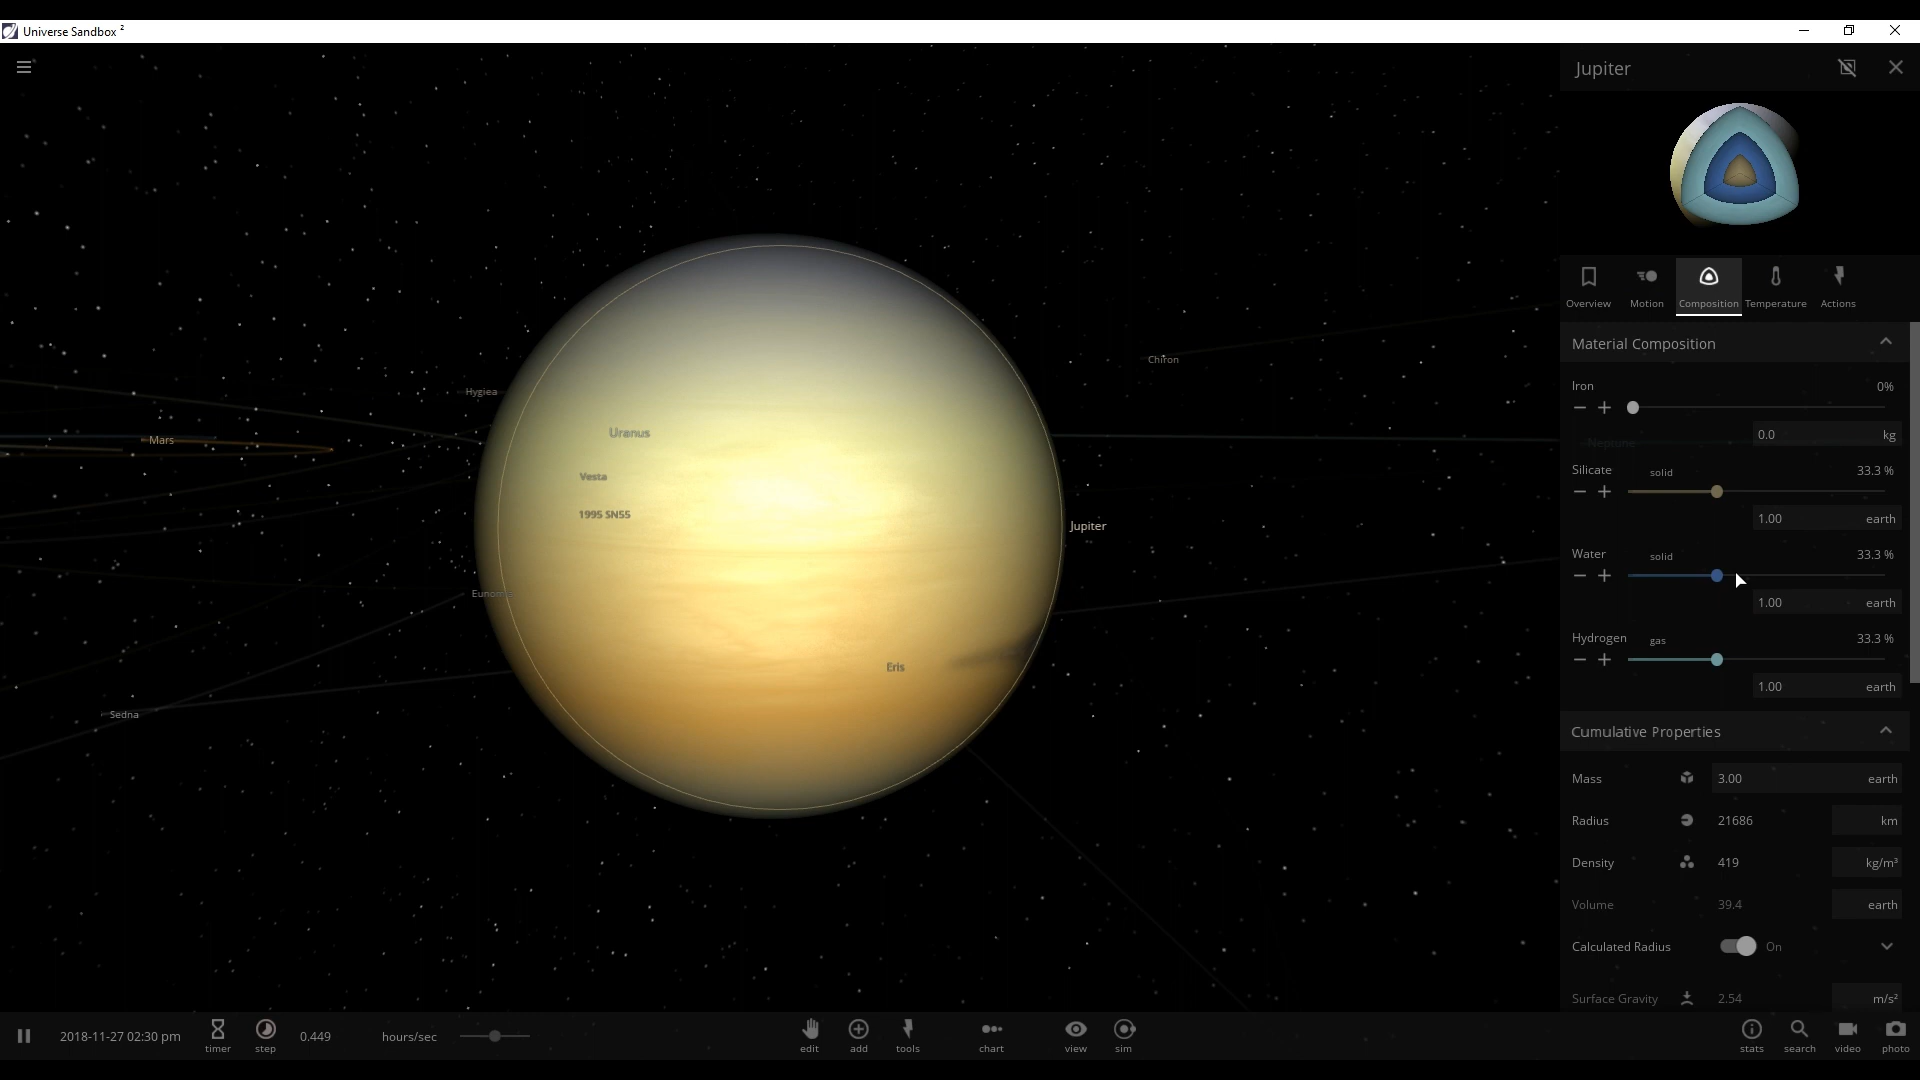 Universe Sandbox ²
Jupiter
Overview Motion Composition Temperature Actions
Material Composition
Iron 0%
0.0 kg
Neptune
Silicate solid 33.3 %
1.00 earth
Water solid 33.3 %
1.00 earth
Hydrogen gas 33.3 %
1.00 earth
Cumulative Properties
Mass 3.00 earth
Radius 21686 km
Density 419 kg/m³
Volume 39.4 earth
Calculated Radius On
Surface Gravity 2.54 m/s²
Chiron
Hygiea
Uranus
Mars
Vesta
1995 SN55
Jupiter
Eunomia
Eris
Sedna
2018-11-27 02:30 pm timer step 0.449 hours/sec edit add tools chart view sim stats search video photo